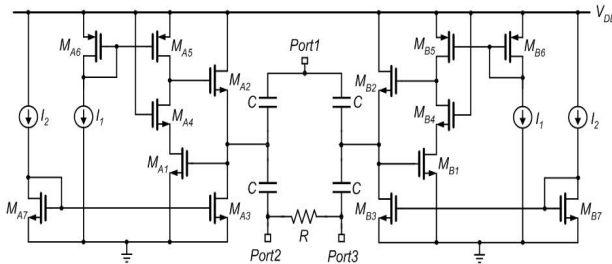 V_DD
M_A6
M_A5
M_A2
Port1
M_B2
M_B5
M_B6
C
C
I_2
I_1
M_A4
M_B4
I_1
I_2
M_A1
M_B1
C
C
M_A7
M_A3
R
M_B3
M_B7
Port2
Port3